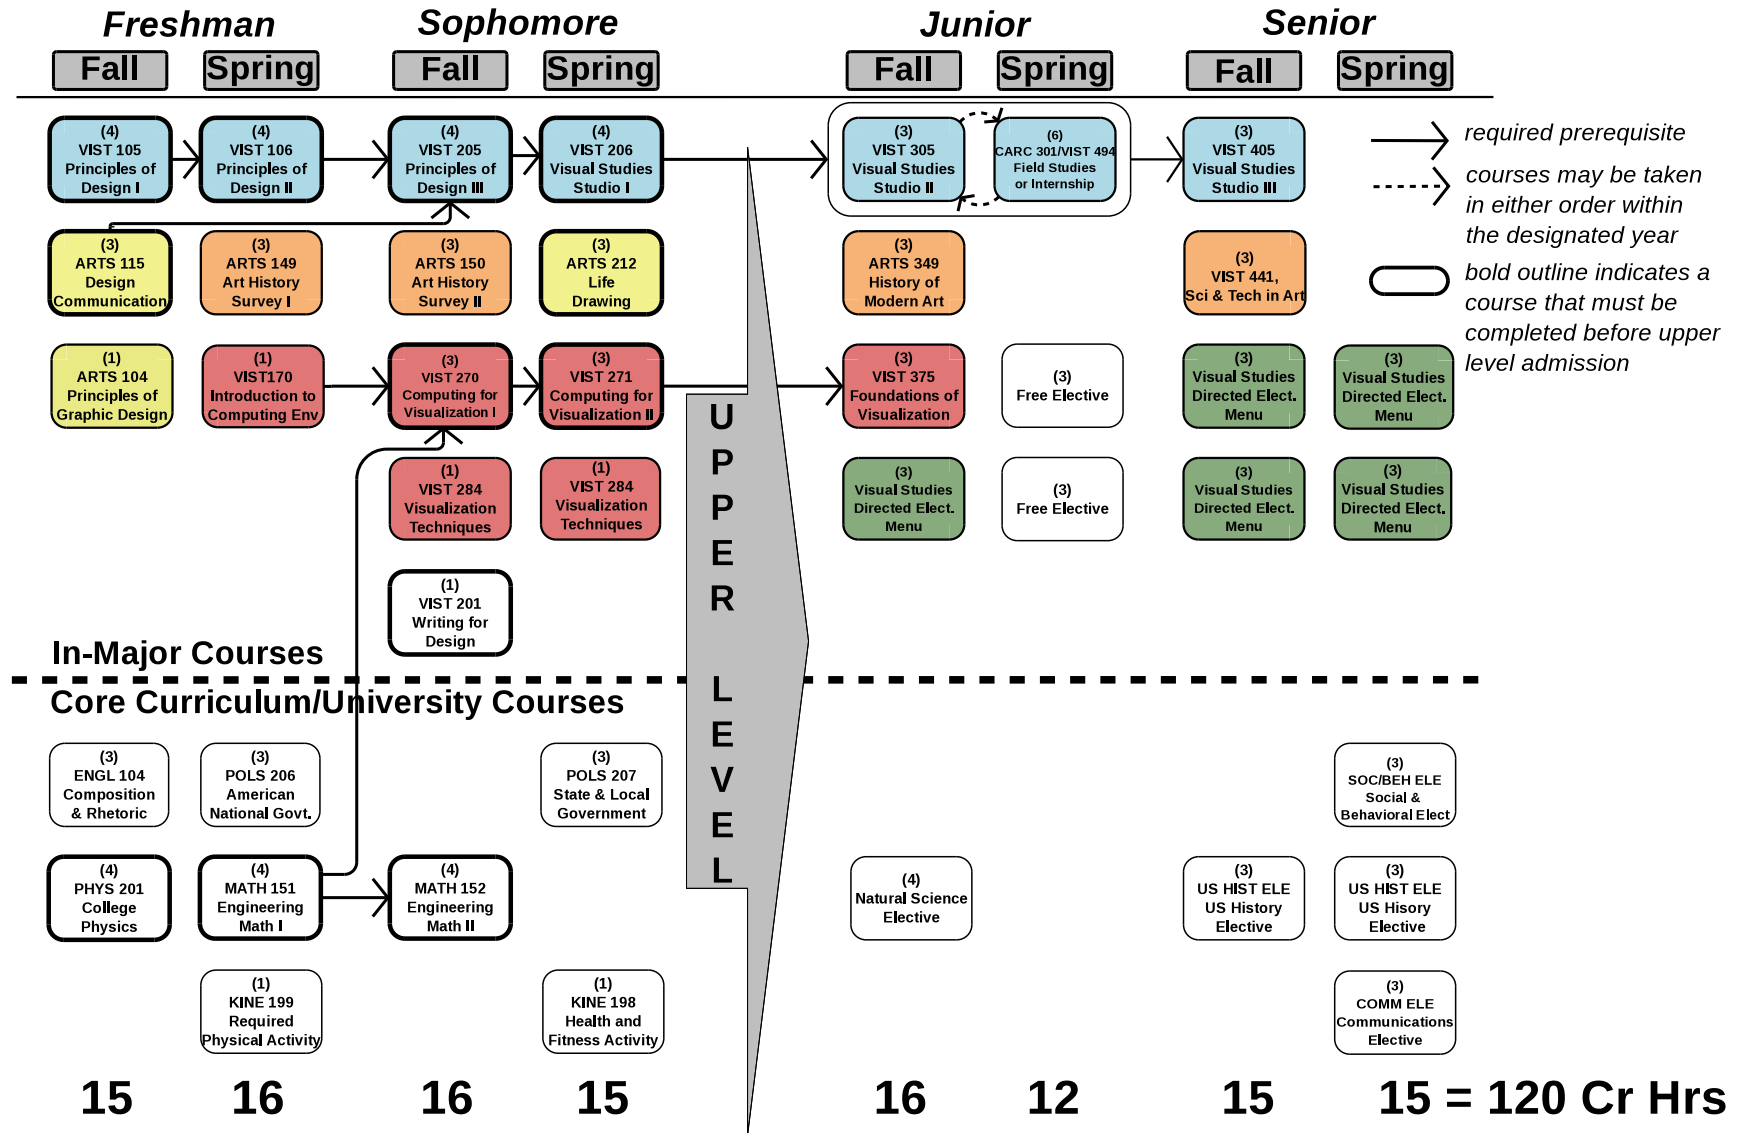 Freshman
Sophomore
Junior
Senior
Fall
Spring
Fall
Spring
Fall
Spring
Fall
Spring
(4)
VIST 105
Principles of
Design I
(4)
VIST 106
Principles of
Design II
(4)
VIST 205
Principles of
Design III
(4)
VIST 206
Visual Studies
Studio I
(3)
VIST 305
Visual Studies
Studio II
(6)
CARC 301/VIST 494
Field Studies
or Internship
(3)
VIST 405
Visual Studies
Studio III
required prerequisite
courses may be taken
in either order within
the designated year
bold outline indicates a
course that must be
completed before upper
level admission
(3)
ARTS 115
Design
Communication
(3)
ARTS 149
Art History
Survey I
(3)
ARTS 150
Art History
Survey II
(3)
ARTS 212
Life
Drawing
(3)
ARTS 349
History of
Modern Art
(3)
VIST 441,
Sci & Tech in Art
(1)
ARTS 104
Principles of
Graphic Design
(1)
VIST170
Introduction to
Computing Env.
(3)
VIST 270
Computing for
Visualization I
(3)
VIST 271
Computing for
Visualization II
(3)
VIST 375
Foundations of
Visualization
(3)
Free Elective
(3)
Visual Studies
Directed Elect.
Menu
(3)
Visual Studies
Directed Elect.
Menu
(1)
VIST 284
Visualization
Techniques
(1)
VIST 284
Visualization
Techniques
(3)
Visual Studies
Directed Elect.
Menu
(3)
Free Elective
(3)
Visual Studies
Directed Elect.
Menu
(3)
Visual Studies
Directed Elect.
Menu
(1)
VIST 201
Writing for
Design
UPPER LEVEL
In-Major Courses
Core Curriculum/University Courses
(3)
ENGL 104
Composition
& Rhetoric
(3)
POLS 206
American
National Govt.
(3)
POLS 207
State & Local
Government
(3)
SOC/BEH ELE
Social &
Behavioral Elect
(4)
PHYS 201
College
Physics
(4)
MATH 151
Engineering
Math I
(4)
MATH 152
Engineering
Math II
(4)
Natural Science
Elective
(3)
US HIST ELE
US History
Elective
(3)
US HIST ELE
US Hisory
Elective
(1)
KINE 199
Required
Physical Activity
(1)
KINE 198
Health and
Fitness Activity
(3)
COMM ELE
Communications
Elective
15
16
16
15
16
12
15
15 = 120 Cr Hrs